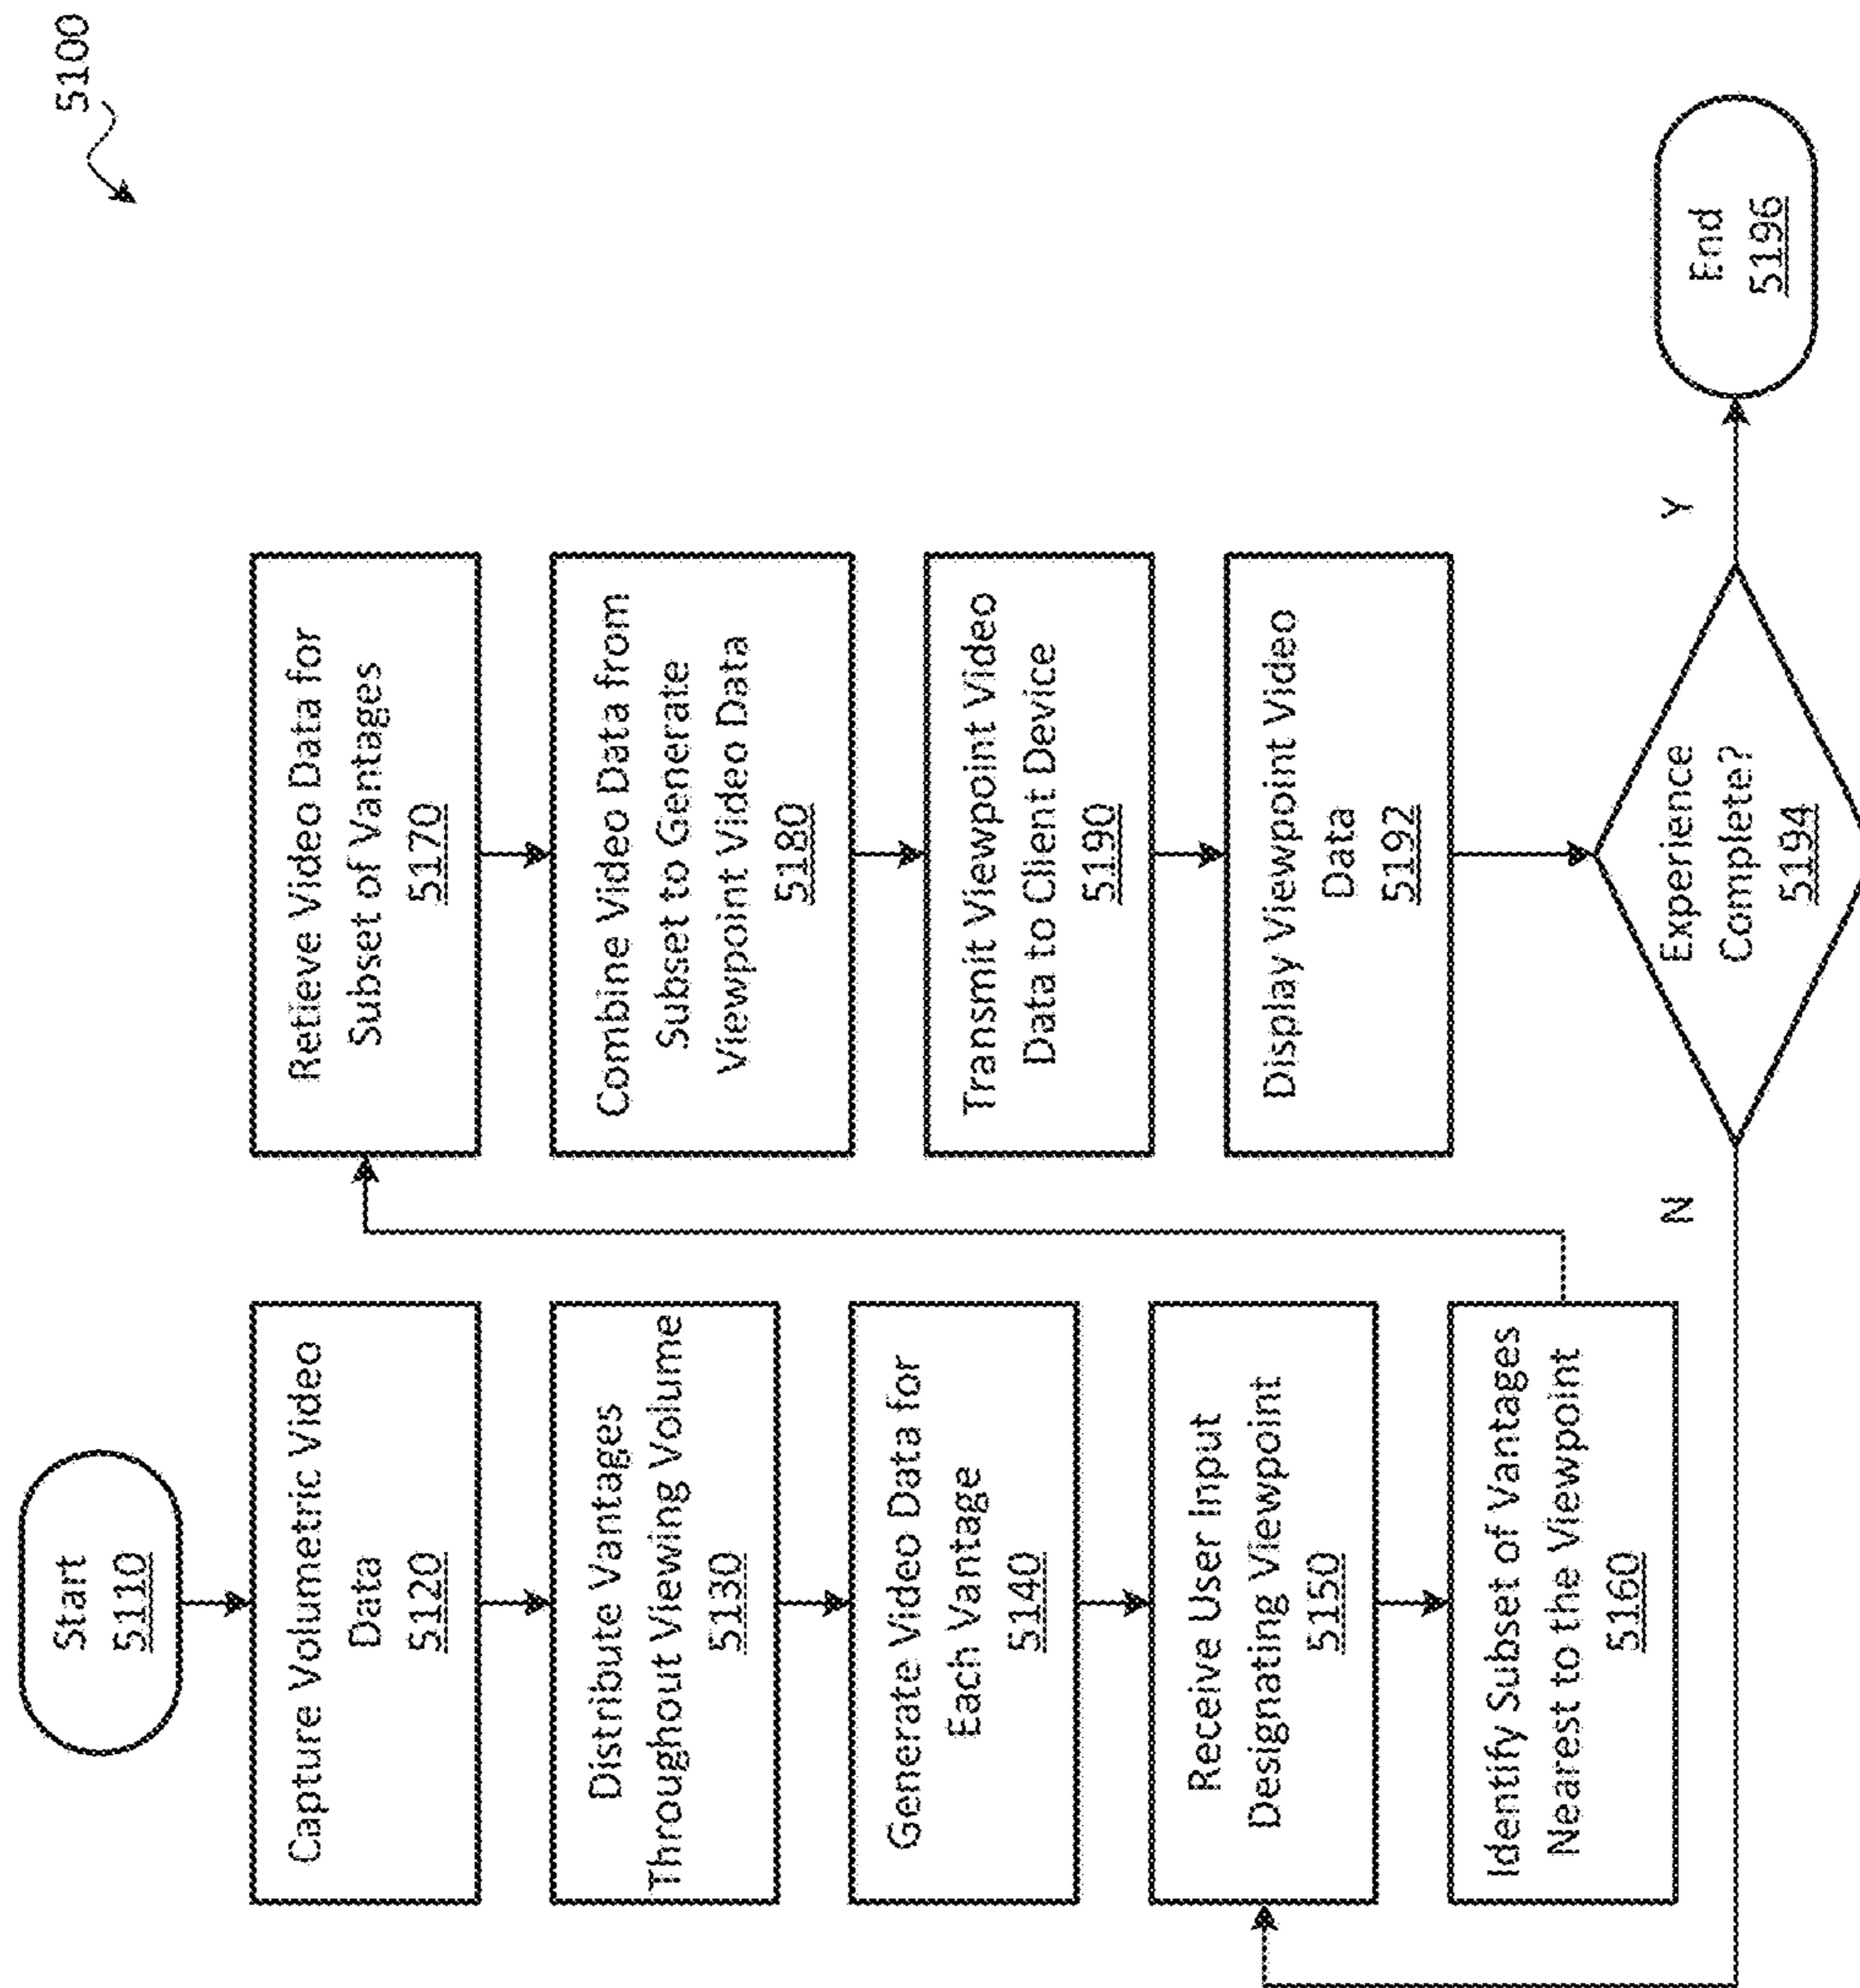 5100
Start
5110
Capture Volumetric Video
Data
5120
Distribute Vantages
Throughout Viewing Volume
5130
Generate Video Data for
Each Vantage
5140
Receive User Input
Designating Viewpoint
5150
Identify Subset of Vantages
Nearest to the Viewpoint
5160
Retrieve Video Data for
Subset of Vantages
5170
Combine Video Data from
Subset to Generate
Viewpoint Video Data
5180
Transmit Viewpoint Video
Data to Client Device
5190
Display Viewpoint Video
Data
5192
Experience
Complete?
5194
N
Y
End
5196